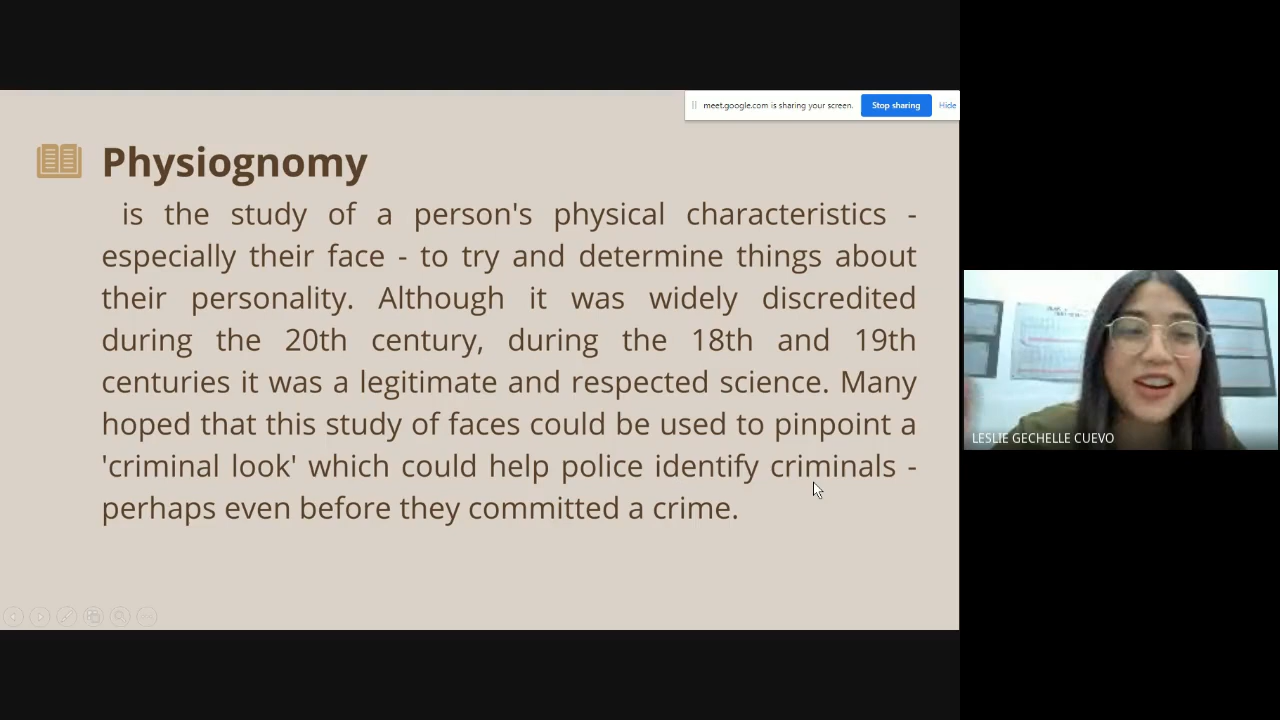 meet.google.com is sharing your screen.
Stop sharing
Hide
Physiognomy
is the study of a person's physical characteristics -
especially their face - to try and determine things about
their personality. Although it was widely discredited
during the 20th century, during the 18th and 19th
centuries it was a legitimate and respected science. Many
hoped that this study of faces could be used to pinpoint a
'criminal look' which could help police identify criminals -
perhaps even before they committed a crime.
LESLIE GECHELLE CUEVO